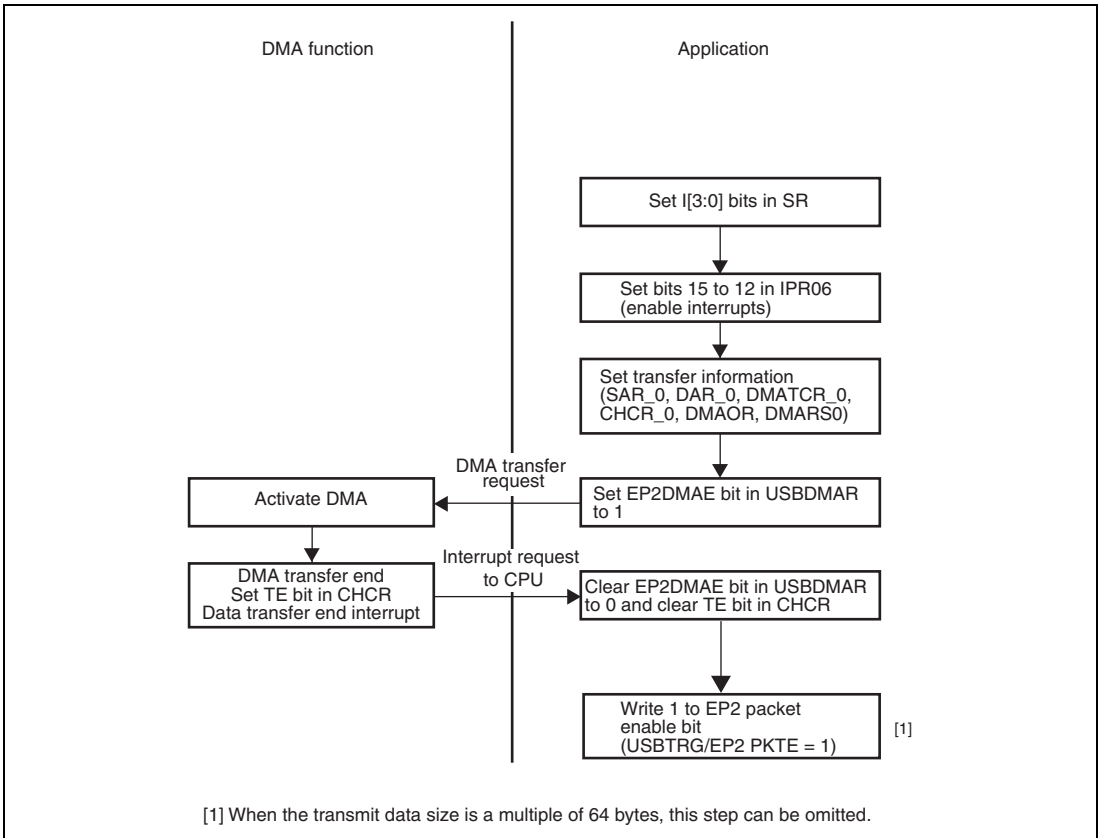 DMA function
Application
Set I[3:0] bits in SR
Set bits 15 to 12 in IPR06
(enable interrupts)
Set transfer information
(SAR_0, DAR_0, DMATCR_0,
CHCR_0, DMAOR, DMARS0)
DMA transfer
request
Set EP2DMAE bit in USBDMAR
to 1
Activate DMA
DMA transfer end
Set TE bit in CHCR
Data transfer end interrupt
Interrupt request
to CPU
Clear EP2DMAE bit in USBDMAR
to 0 and clear TE bit in CHCR
Write 1 to EP2 packet
enable bit
(USBTRG/EP2 PKTE = 1)
[1]
[1] When the transmit data size is a multiple of 64 bytes, this step can be omitted.